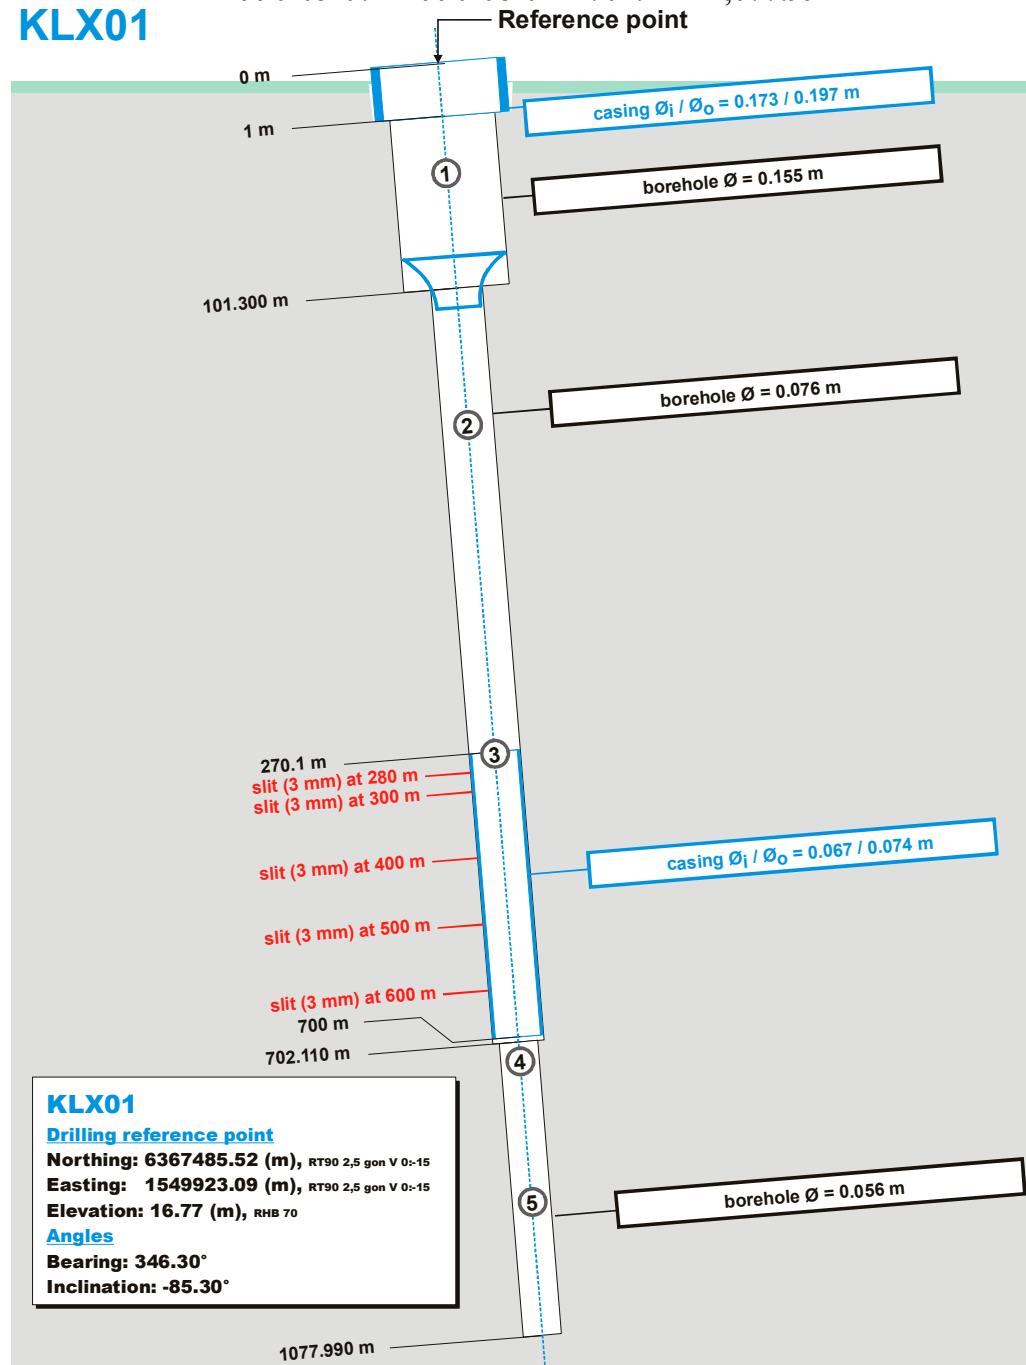 KLX01
Reference point
0 m
casing Øi / Øo = 0.173 / 0.197 m
1 m
borehole Ø = 0.155 m
1
101.300 m
borehole Ø = 0.076 m
2
3
270.1 m
slit (3 mm) at 280 m
slit (3 mm) at 300 m
casing Øi / Øo = 0.067 / 0.074 m
slit (3 mm) at 400 m
slit (3 mm) at 500 m
slit (3 mm) at 600 m
700 m
702.110 m
4
KLX01
Drilling reference point
Northing: 6367485.52 (m), RT90 2,5 gon V 0:-15
Easting: 1549923.09 (m), RT90 2,5 gon V 0:-15
Elevation: 16.77 (m), RHB 70
Angles
Bearing: 346.30°
Inclination: -85.30°
5
borehole Ø = 0.056 m
1077.990 m